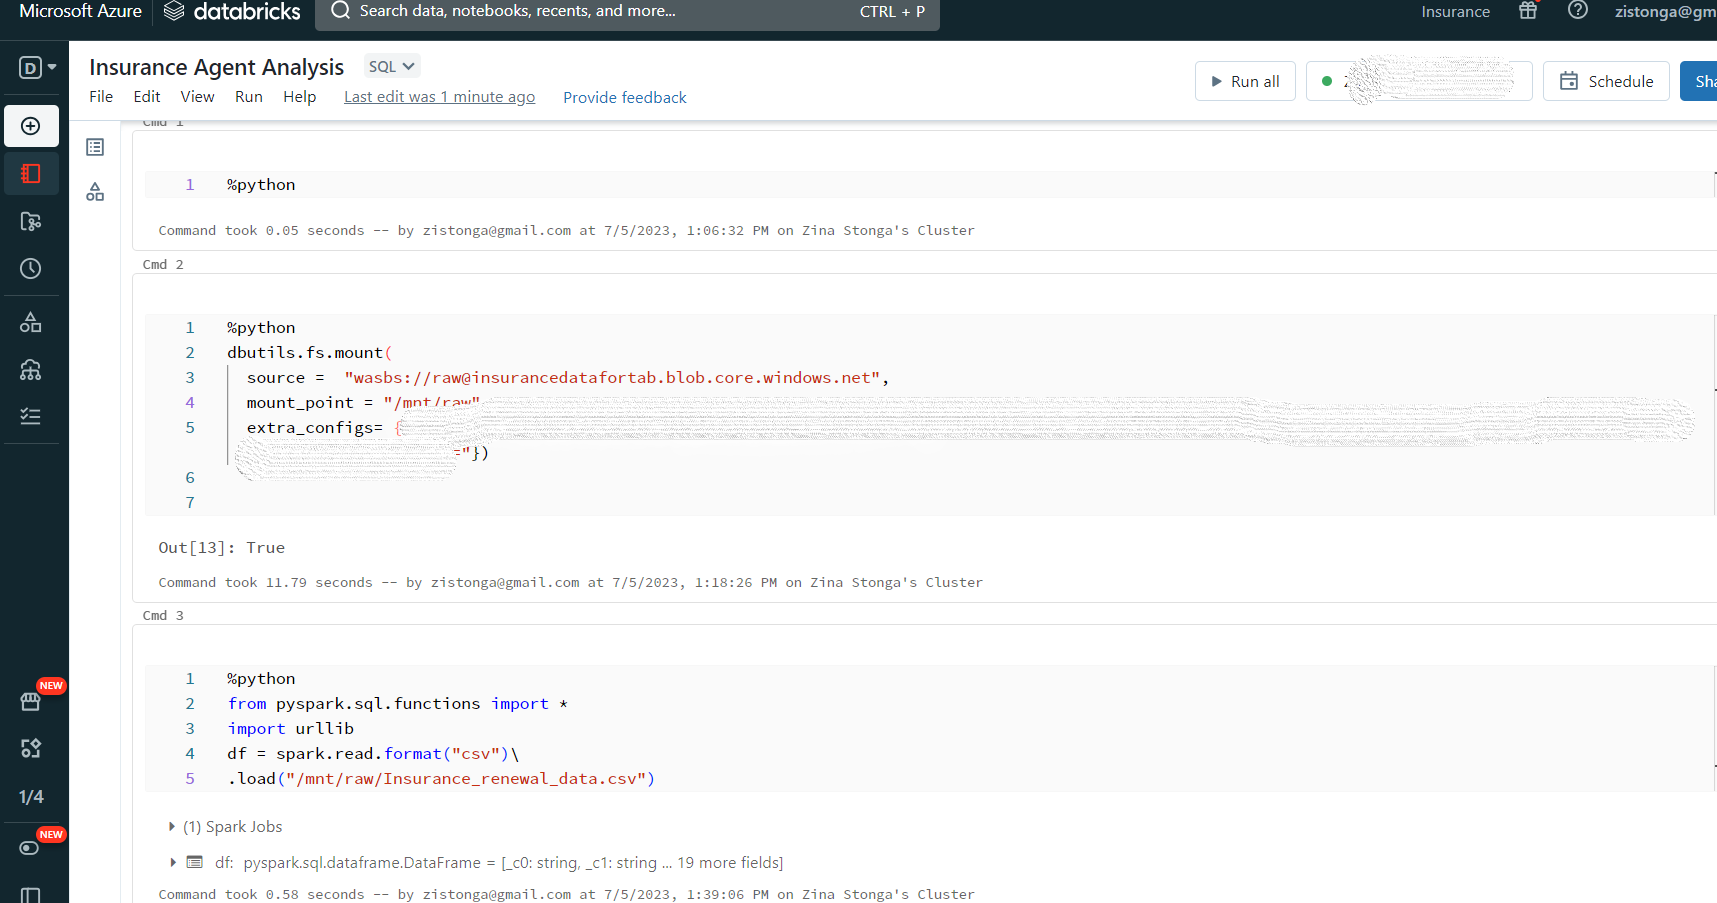 Microsoft Azure databricks Search data, notebooks, recents, and more... CTRL + P Insurance zistonga@gm
D Insurance Agent Analysis SQL
File Edit View Run Help Last edit was 1 minute ago Provide feedback Run all Schedule Sha
Cmd 1
1 %python
Command took 0.05 seconds -- by zistonga@gmail.com at 7/5/2023, 1:06:32 PM on Zina Stonga's Cluster
Cmd 2
1 %python
2 dbutils.fs.mount(
3 source = "wasbs://raw@insurancedatafortab.blob.core.windows.net",
4 mount_point = "/mnt/raw"
5 extra_configs= {
="})
6
7
Out[13]: True
Command took 11.79 seconds -- by zistonga@gmail.com at 7/5/2023, 1:18:26 PM on Zina Stonga's Cluster
Cmd 3
1 %python
2 from pyspark.sql.functions import *
3 import urllib
4 df = spark.read.format("csv")\
5 .load("/mnt/raw/Insurance_renewal_data.csv")
NEW
1/4
NEW
(1) Spark Jobs
df: pyspark.sql.dataframe.DataFrame = [_c0: string, _c1: string ... 19 more fields]
Command took 0.58 seconds -- by zistonga@gmail.com at 7/5/2023, 1:39:06 PM on Zina Stonga's Cluster